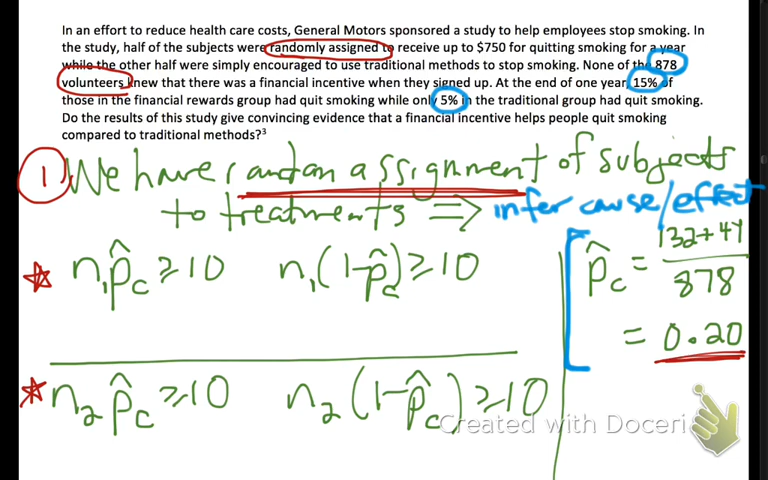 In an effort to reduce health care costs, General Motors sponsored a study to help employees stop smoking. In
the study, half of the subjects were randomly assigned to receive up to $750 for quitting smoking for a year
while the other half were simply encouraged to use traditional methods to stop smoking. None of the 878
volunteers knew that there was a financial incentive when they signed up. At the end of one year, 15% of
those in the financial rewards group had quit smoking while only 5% in the traditional group had quit smoking.
Do the results of this study give convincing evidence that a financial incentive helps people quit smoking
compared to traditional methods?³
① We have random assignment of subjects
to treatments ⇒ infer cause/effect
n₁p̂c ≥ 10 n₁(1-p̂c) ≥ 10
p̂c = (132+41)/878
= 0.20
n₂p̂c ≥ 10 n₂(1-p̂c) ≥ 10
Created with Doceri